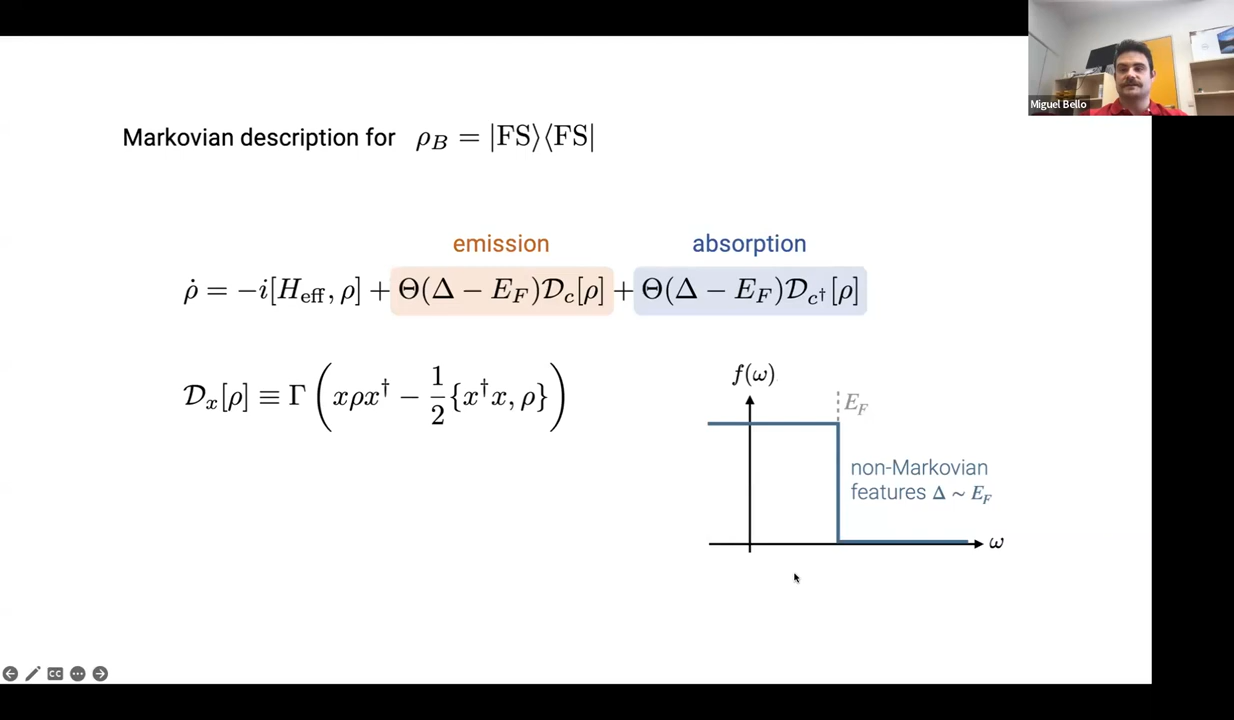 Miguel Bello
Markovian description for ρ_B = |FS⟩⟨FS|
emission absorption
ρ̇ = −i[H_eff, ρ] + Θ(Δ − E_F)𝒟_c[ρ] + Θ(Δ − E_F)𝒟_{c†}[ρ]
𝒟_x[ρ] ≡ Γ(xρx† − 1/2{x†x, ρ})
f(ω)
E_F
non-Markovian
features Δ ∼ E_F
ω
CC